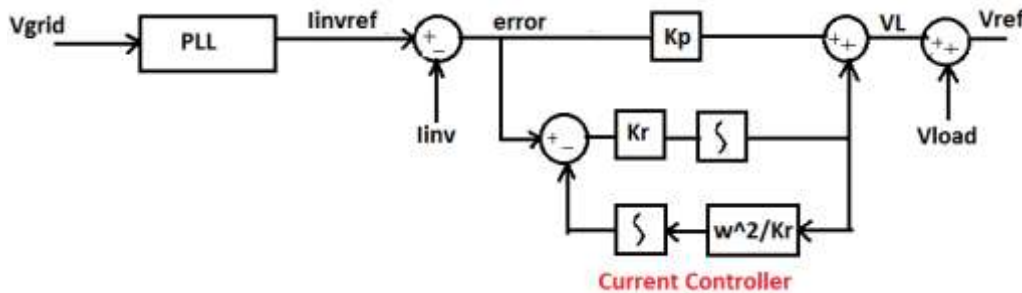 Vgrid
PLL
Iinvref
+
−
Iinv
error
Kp
+
+
VL
+
+
Vref
Vload
+
−
Kr
∫
∫
w^2/Kr
Current Controller